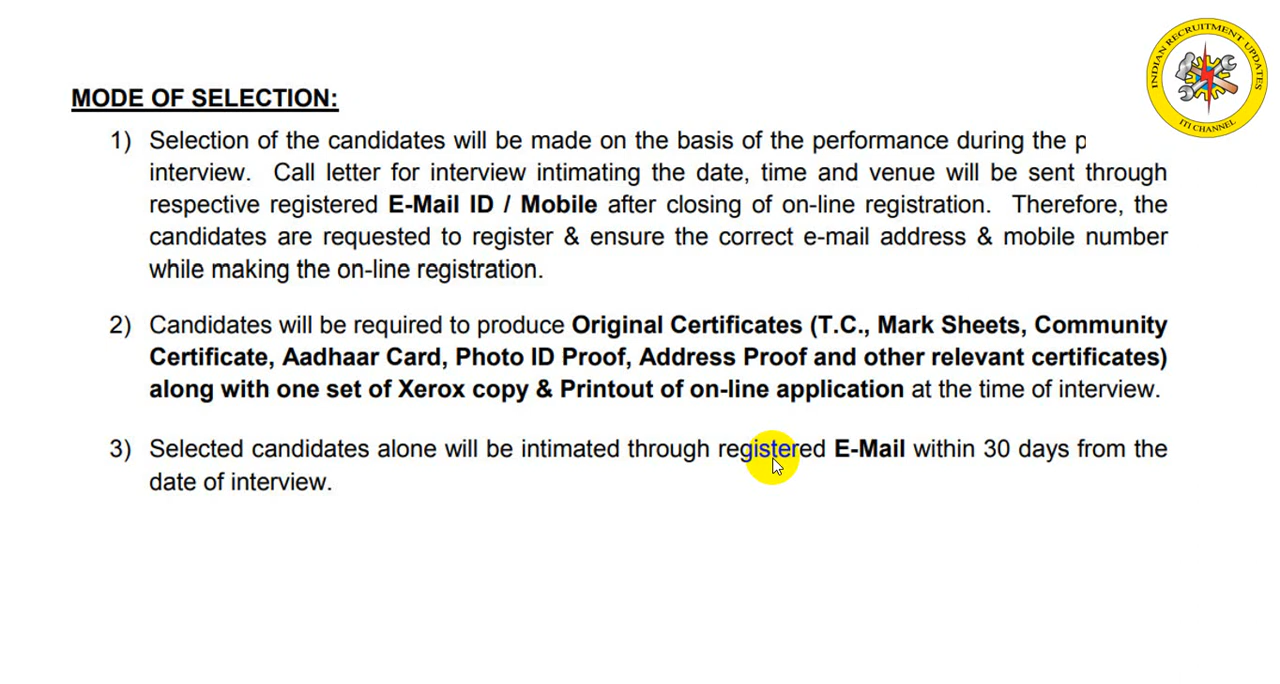 INDIAN RECRUITMENT UPDATES
ITI CHANNEL
MODE OF SELECTION:
1) Selection of the candidates will be made on the basis of the performance during the p
interview. Call letter for interview intimating the date, time and venue will be sent through
respective registered E-Mail ID / Mobile after closing of on-line registration. Therefore, the
candidates are requested to register & ensure the correct e-mail address & mobile number
while making the on-line registration.
2) Candidates will be required to produce Original Certificates (T.C., Mark Sheets, Community
Certificate, Aadhaar Card, Photo ID Proof, Address Proof and other relevant certificates)
along with one set of Xerox copy & Printout of on-line application at the time of interview.
3) Selected candidates alone will be intimated through registered E-Mail within 30 days from the
date of interview.